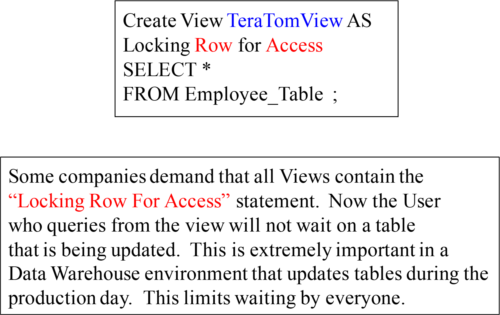 Create View TeraTomView AS
Locking Row for Access
SELECT *
FROM Employee_Table ;
Some companies demand that all Views contain the
“Locking Row For Access” statement. Now the User
who queries from the view will not wait on a table
that is being updated. This is extremely important in a
Data Warehouse environment that updates tables during the
production day. This limits waiting by everyone.